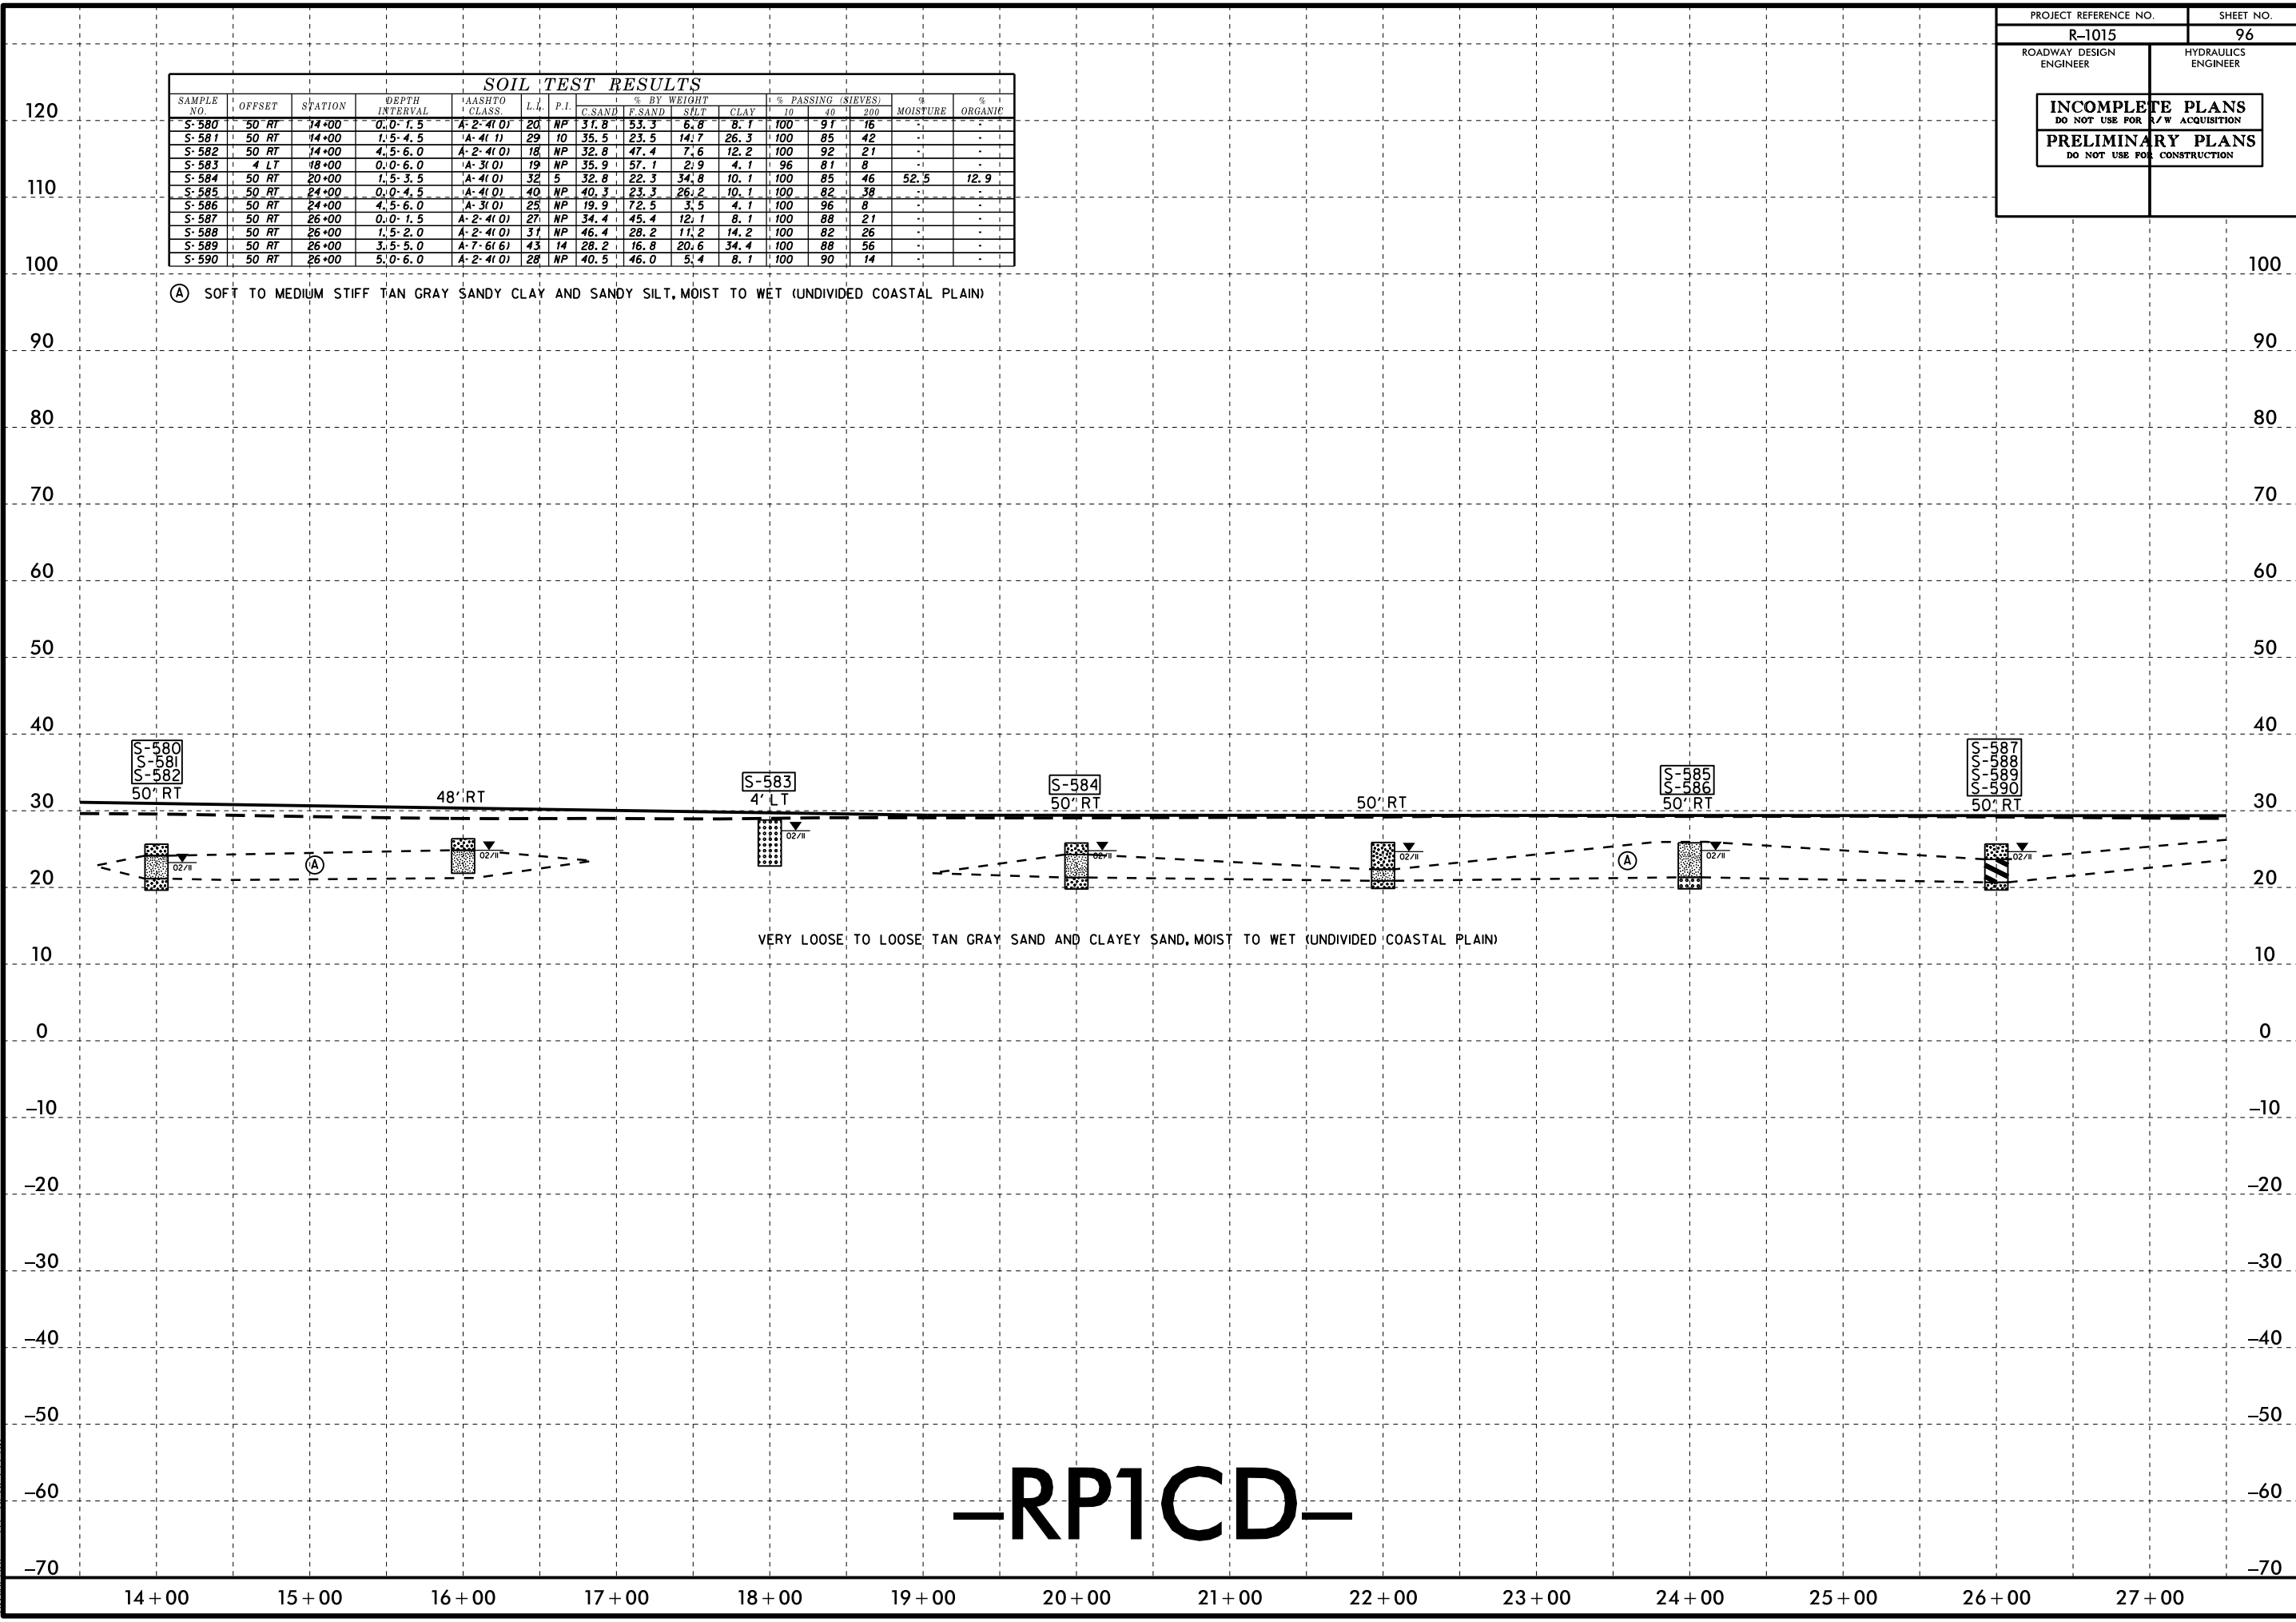 PROJECT REFERENCE NO. SHEET NO.
R-1015 96
ROADWAY DESIGN ENGINEER HYDRAULICS ENGINEER
INCOMPLETE PLANS
DO NOT USE FOR R/W ACQUISITION
PRELIMINARY PLANS
DO NOT USE FOR CONSTRUCTION
SOIL TEST RESULTS
SAMPLE NO. OFFSET STATION DEPTH INTERVAL AASHTO CLASS. L.L. P.I. % BY WEIGHT % PASSING (SIEVES) % MOISTURE % ORGANIC
C.SAND F.SAND SILT CLAY 10 40 200
S-580 50 RT 14+00 0.0-1.5 A-2-4(0) 20 NP 31.8 53.3 6.8 8.1 100 91 16 - -
S-581 50 RT 14+00 1.5-4.5 A-4(1) 29 10 35.5 23.5 14.7 26.3 100 85 42 - -
S-582 50 RT 14+00 4.5-6.0 A-2-4(0) 18 NP 32.8 47.4 7.6 12.2 100 92 21 - -
S-583 4 LT 18+00 0.0-6.0 A-3(0) 19 NP 35.9 57.1 2.9 4.1 96 81 8 - -
S-584 50 RT 20+00 1.5-3.5 A-4(0) 32 5 32.8 22.3 34.8 10.1 100 85 46 52.5 12.9
S-585 50 RT 24+00 0.0-4.5 A-4(0) 40 NP 40.3 23.3 26.2 10.1 100 82 38 - -
S-586 50 RT 24+00 4.5-6.0 A-3(0) 25 NP 19.9 72.5 3.5 4.1 100 96 8 - -
S-587 50 RT 26+00 0.0-1.5 A-2-4(0) 27 NP 34.4 45.4 12.1 8.1 100 88 21 - -
S-588 50 RT 26+00 1.5-2.0 A-2-4(0) 31 NP 46.4 28.2 11.2 14.2 100 82 26 - -
S-589 50 RT 26+00 3.5-5.0 A-7-6(6) 43 14 28.2 16.8 20.6 34.4 100 88 56 - -
S-590 50 RT 26+00 5.0-6.0 A-2-4(0) 28 NP 40.5 46.0 5.4 8.1 100 90 14 - -
A SOFT TO MEDIUM STIFF TAN GRAY SANDY CLAY AND SANDY SILT, MOIST TO WET (UNDIVIDED COASTAL PLAIN)
120
110
100 100
90 90
80 80
70 70
60 60
50 50
40 40
S-580 S-587
S-581 S-588
S-582 S-583 S-584 S-585 S-589
S-586 S-590
50' RT 48' RT 4' LT 50' RT 50' RT 50' RT 50' RT
30 30
02/11 02/11 02/11 02/11 02/11 02/11 02/11
A A
20 20
VERY LOOSE TO LOOSE TAN GRAY SAND AND CLAYEY SAND, MOIST TO WET (UNDIVIDED COASTAL PLAIN)
10 10
0 0
-10 -10
-20 -20
-30 -30
-40 -40
-50 -50
-60 -60
-RP1CD-
-70 -70
14+00 15+00 16+00 17+00 18+00 19+00 20+00 21+00 22+00 23+00 24+00 25+00 26+00 27+00